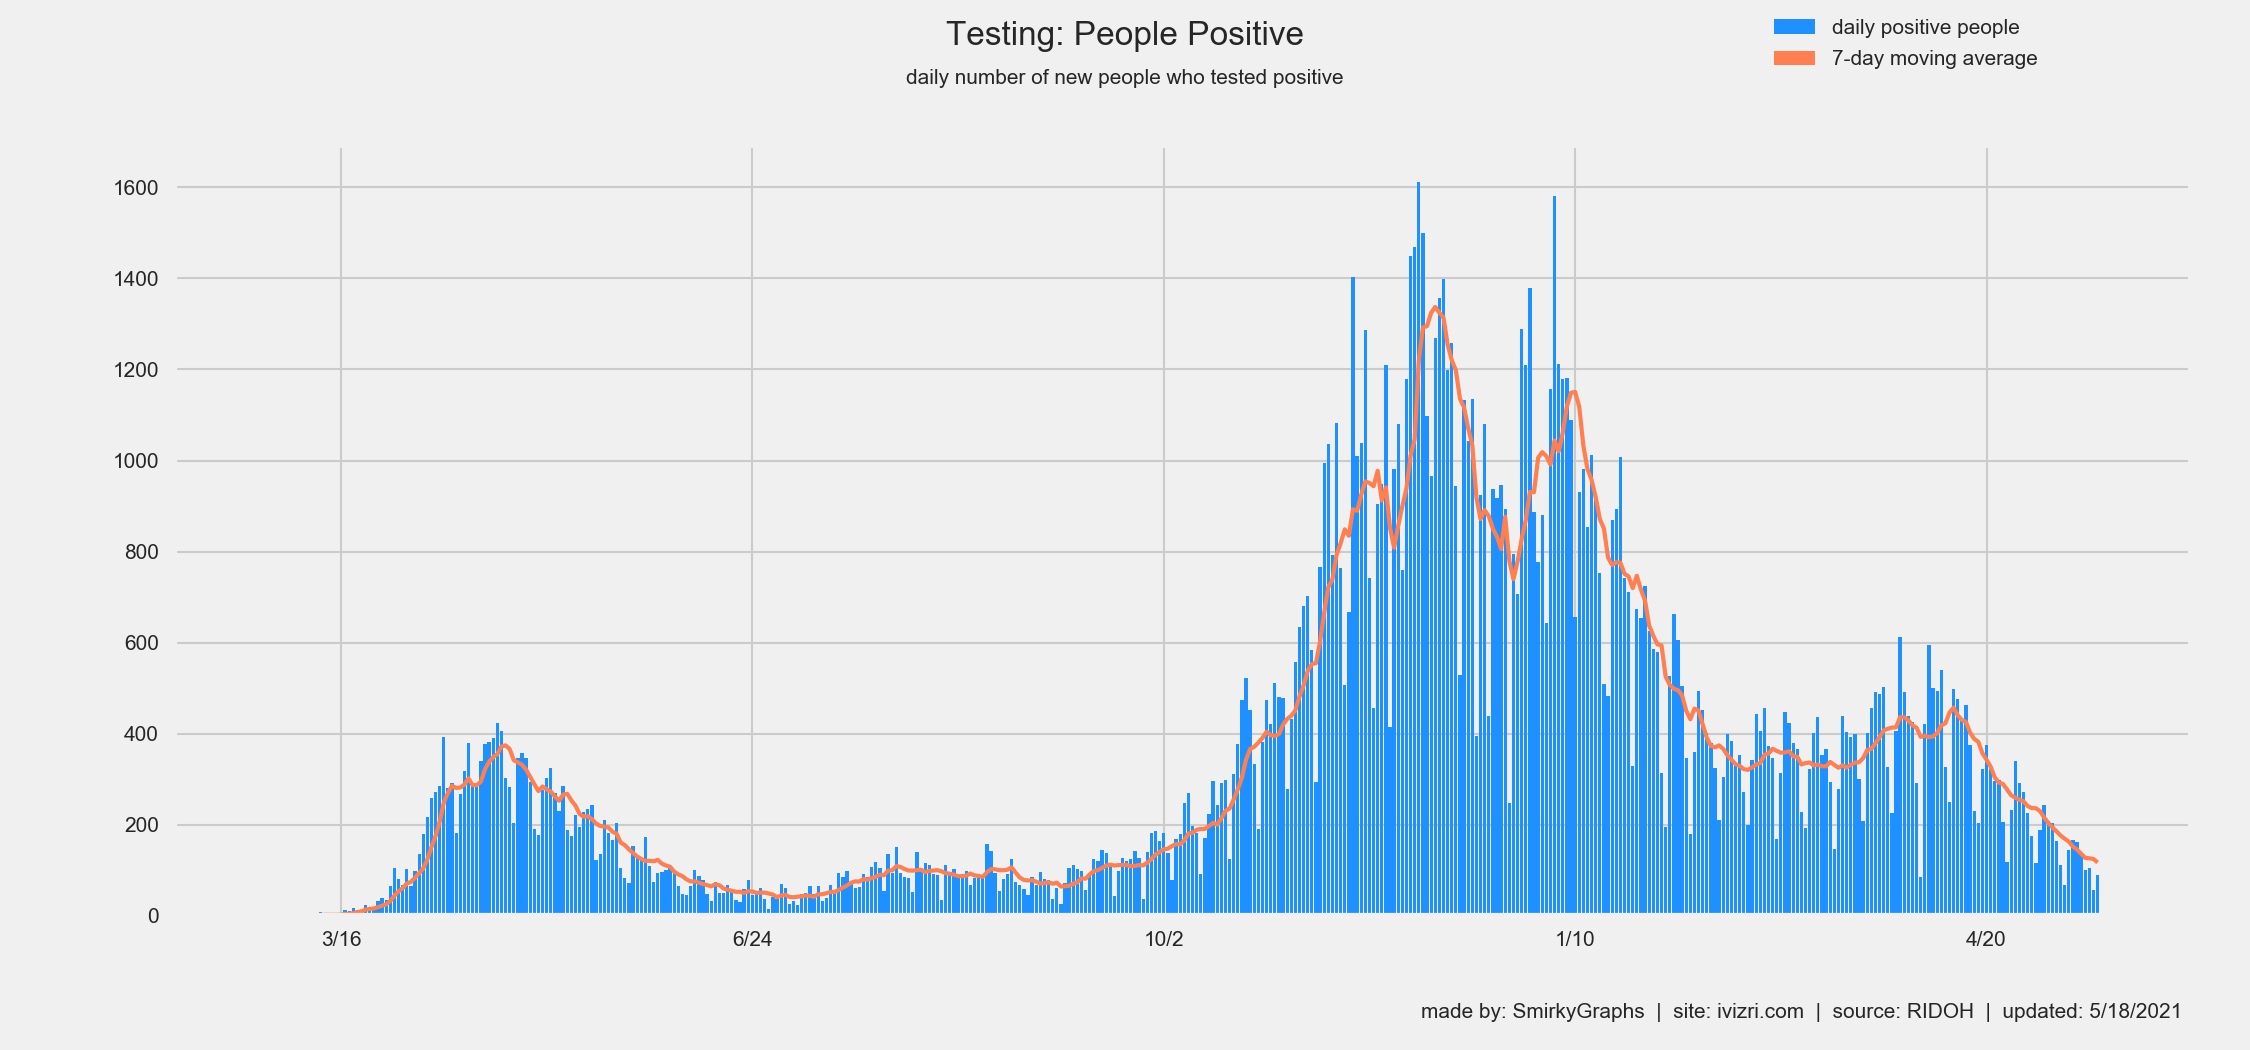 Testing: People Positive
daily number of new people who tested positive
daily positive people
7-day moving average
1600
1400
1200
1000
800
600
400
200
0
3/16 6/24 10/2 1/10 4/20
made by: SmirkyGraphs | site: ivizri.com | source: RIDOH | updated: 5/18/2021